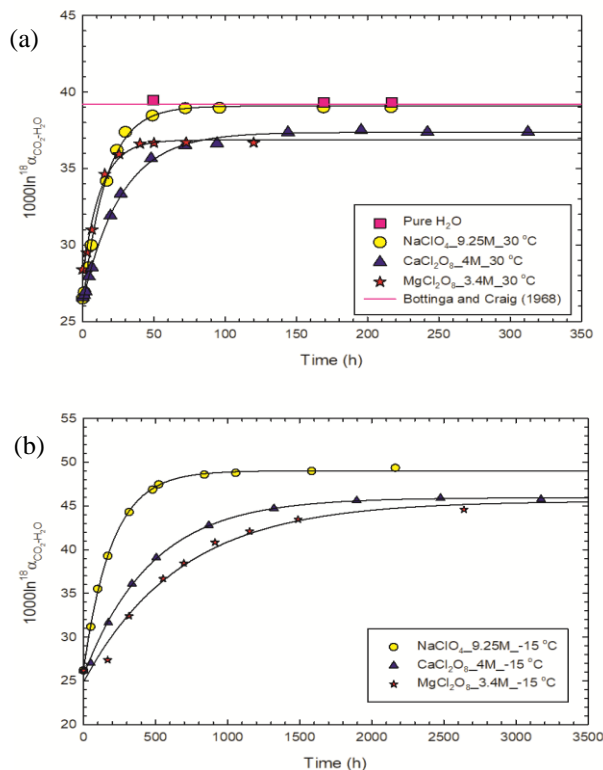 (a)
45
40
35
30
25
1000ln¹⁸α_CO₂-H₂O
Pure H₂O
NaClO₄_9.25M_30 °C
CaCl₂O₈_4M_30 °C
MgCl₂O₈_3.4M_30 °C
Bottinga and Craig (1968)
0 50 100 150 200 250 300 350
Time (h)
(b)
55
50
45
40
35
30
25
20
1000ln¹⁸α_CO₂-H₂O
NaClO₄_9.25M_-15 °C
CaCl₂O₈_4M_-15 °C
MgCl₂O₈_3.4M_-15 °C
0 500 1000 1500 2000 2500 3000 3500
Time (h)